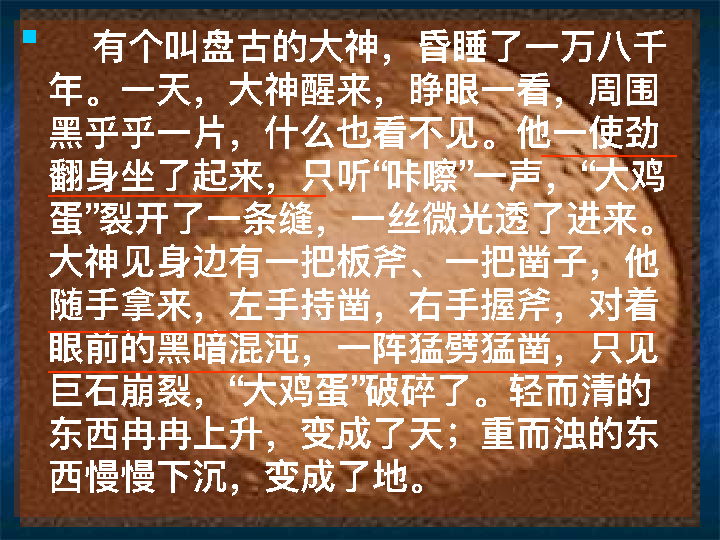 有个叫盘古的大神，昏睡了一万八千
年。一天，大神醒来，睁眼一看，周围
黑乎乎一片，什么也看不见。他一使劲
翻身坐了起来，只听“咔嚓”一声，“大鸡
蛋”裂开了一条缝，一丝微光透了进来。
大神见身边有一把板斧、一把凿子，他
随手拿来，左手持凿，右手握斧，对着
眼前的黑暗混沌，一阵猛劈猛凿，只见
巨石崩裂，“大鸡蛋”破碎了。轻而清的
东西冉冉上升，变成了天；重而浊的东
西慢慢下沉，变成了地。